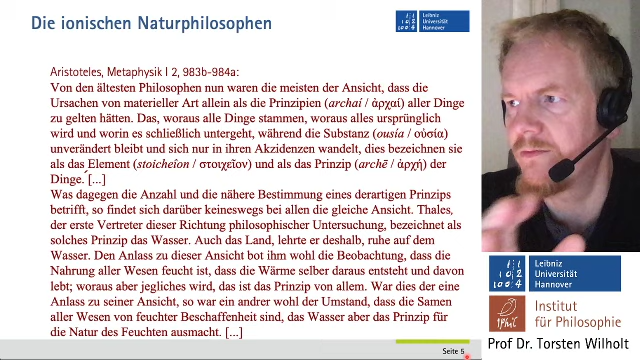 Die ionischen Naturphilosophen
Leibniz
Universität
Hannover
Aristoteles, Metaphysik I 2, 983b-984a:
Von den ältesten Philosophen nun waren die meisten der Ansicht, dass die
Ursachen von materieller Art allein als die Prinzipien (archaí / ἀρχαί) aller Dinge
zu gelten hätten. Das, woraus alle Dinge stammen, woraus alles ursprünglich
wird und worin es schließlich untergeht, während die Substanz (ousía / οὐσία)
unverändert bleibt und sich nur in ihren Akzidenzen wandelt, dies bezeichnen sie
als das Element (stoicheîon / στοιχεῖον) und als das Prinzip (archē / ἀρχή) der
Dinge. [...]
Was dagegen die Anzahl und die nähere Bestimmung eines derartigen Prinzips
betrifft, so findet sich darüber keineswegs bei allen die gleiche Ansicht. Thales,
der erste Vertreter dieser Richtung philosophischer Untersuchung, bezeichnet als
solches Prinzip das Wasser. Auch das Land, lehrte er deshalb, ruhe auf dem
Wasser. Den Anlass zu dieser Ansicht bot ihm wohl die Beobachtung, dass die
Nahrung aller Wesen feucht ist, dass die Wärme selber daraus entsteht und davon
lebt; woraus aber jegliches wird, das ist das Prinzip von allem. War dies der eine
Anlass zu seiner Ansicht, so war ein andrer wohl der Umstand, dass die Samen
aller Wesen von feuchter Beschaffenheit sind, das Wasser aber das Prinzip für
die Natur des Feuchten ausmacht. [...]
Seite 6
Leibniz
Universität
Hannover
Institut
für Philosophie
Prof Dr. Torsten Wilholt